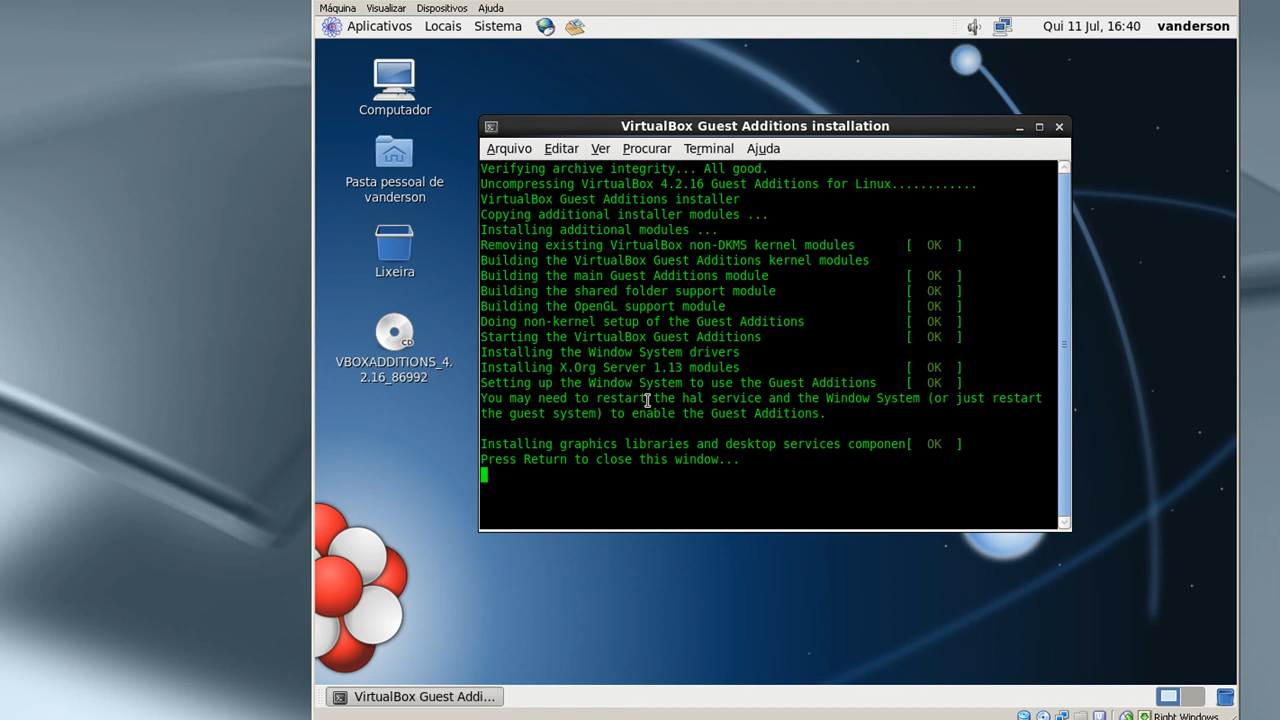 Máquina Visualizar Dispositivos Ajuda
Aplicativos Locais Sistema Qui 11 Jul, 16:40 vanderson
Computador
Pasta pessoal de
vanderson
Lixeira
CD
VBOXADDITIONS_4.
2.16_86992
VirtualBox Guest Additions installation
Arquivo Editar Ver Procurar Terminal Ajuda
Verifying archive integrity... All good.
Uncompressing VirtualBox 4.2.16 Guest Additions for Linux............
VirtualBox Guest Additions installer
Copying additional installer modules ...
Installing additional modules ...
Removing existing VirtualBox non-DKMS kernel modules [ OK ]
Building the VirtualBox Guest Additions kernel modules
Building the main Guest Additions module [ OK ]
Building the shared folder support module [ OK ]
Building the OpenGL support module [ OK ]
Doing non-kernel setup of the Guest Additions [ OK ]
Starting the VirtualBox Guest Additions [ OK ]
Installing the Window System drivers
Installing X.Org Server 1.13 modules [ OK ]
Setting up the Window System to use the Guest Additions [ OK ]
You may need to restart the hal service and the Window System (or just restart
the guest system) to enable the Guest Additions.
Installing graphics libraries and desktop services componen[ OK ]
Press Return to close this window...
VirtualBox Guest Addi...
Right Windows